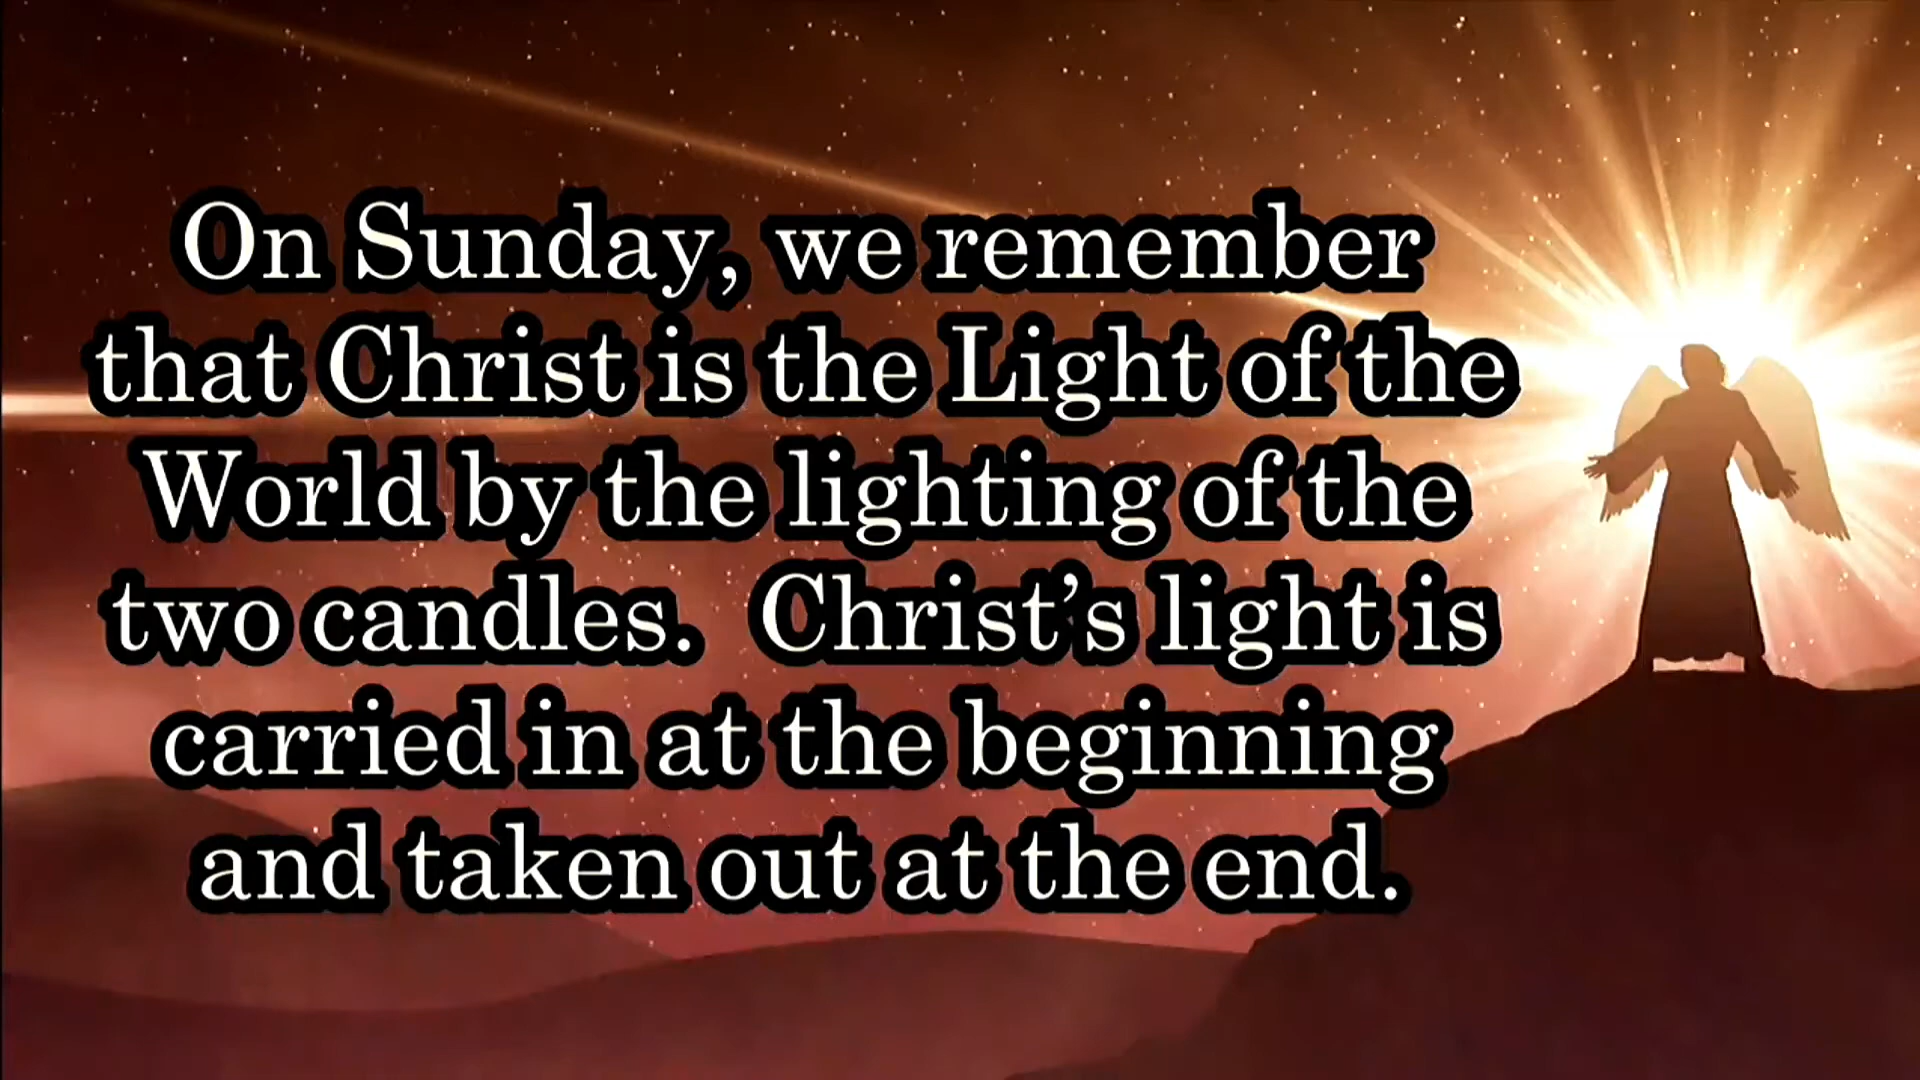 On Sunday, we remember
that Christ is the Light of the
World by the lighting of the
two candles.  Christ’s light is
carried in at the beginning
and taken out at the end.